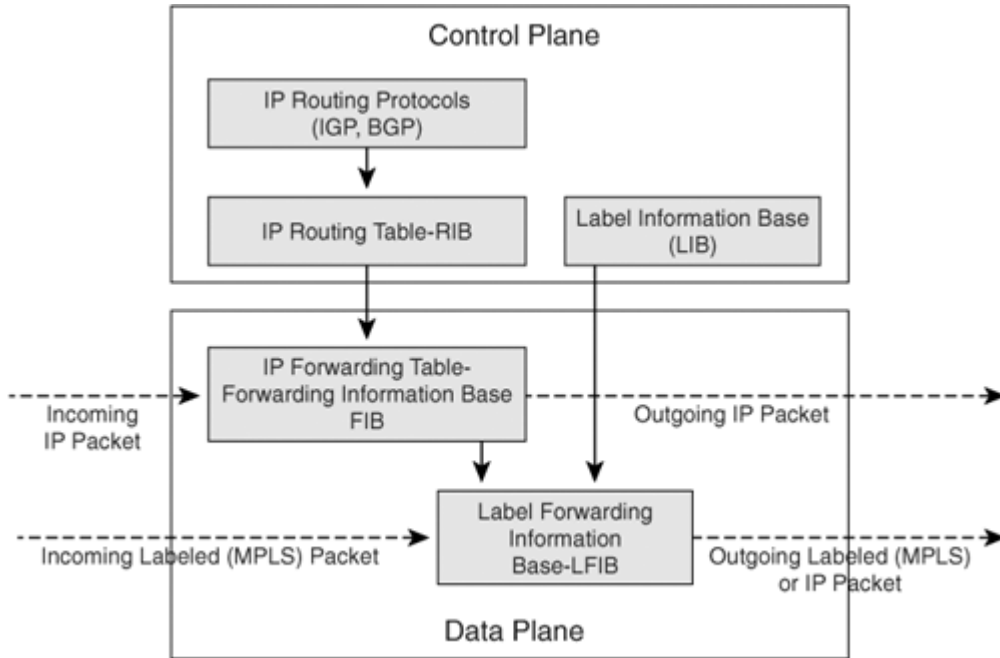 Control Plane
IP Routing Protocols
(IGP, BGP)
IP Routing Table-RIB
Label Information Base
(LIB)
IP Forwarding Table-
Forwarding Information Base
FIB
Incoming
IP Packet
Outgoing IP Packet
Label Forwarding
Information
Base-LFIB
Incoming Labeled (MPLS) Packet
Outgoing Labeled (MPLS)
or IP Packet
Data Plane